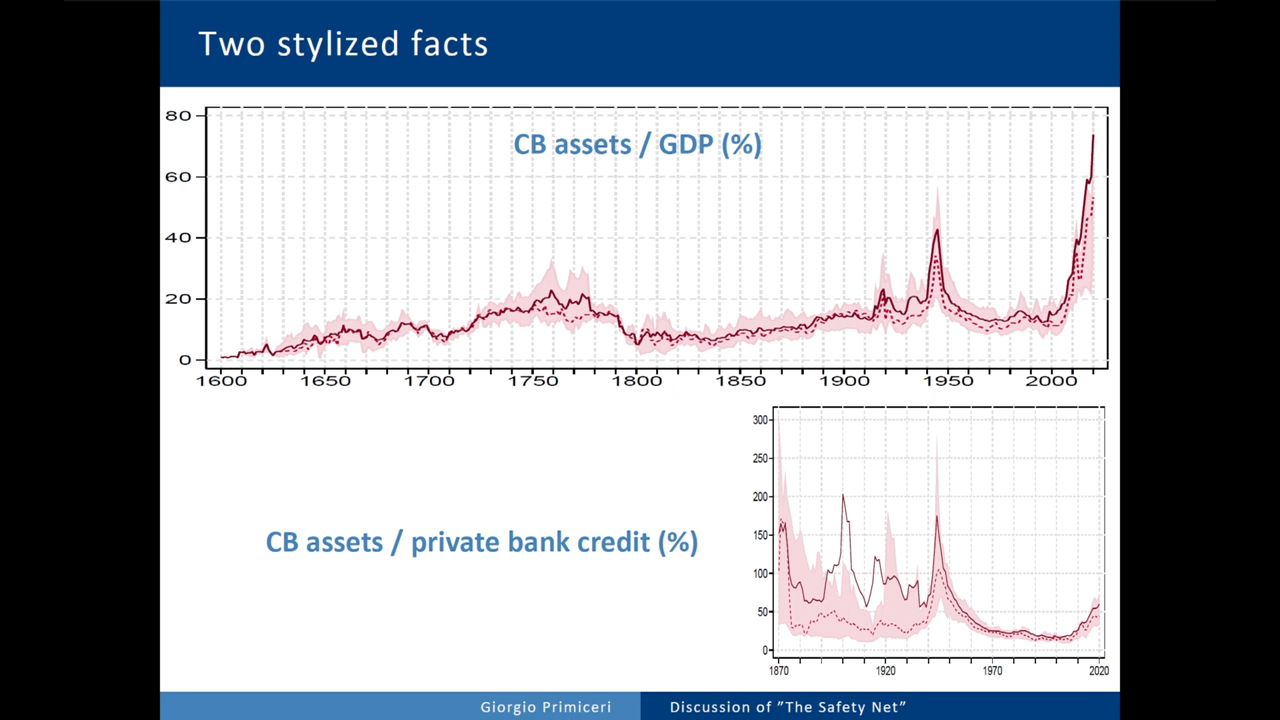 Two stylized facts
CB assets / GDP (%)
80
60
40
20
0
1600 1650 1700 1750 1800 1850 1900 1950 2000
CB assets / private bank credit (%)
300
250
200
150
100
50
0
1870 1920 1970 2020
Giorgio Primiceri Discussion of ”The Safety Net”